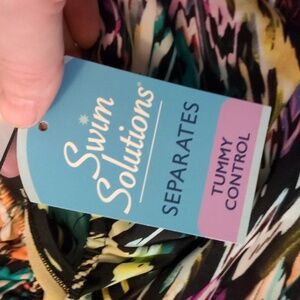 Swim
Solutions®
SEPARATES
TUMMY
CONTROL